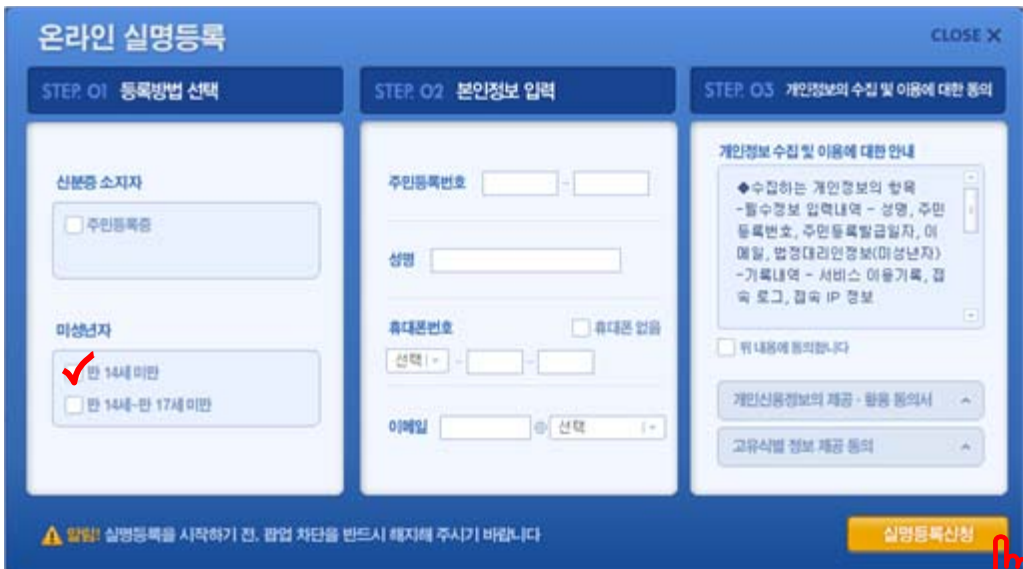 온라인 실명등록
CLOSE X
STEP. 01 등록방법 선택
신분증 소지자
주민등록증
미성년자
만 14세 미만
만 14세~만 17세 미만
STEP. 02 본인정보 입력
주민등록번호 -
성명
휴대폰번호 휴대폰 없음
선택 - -
이메일 @ 선택
STEP. 03 개인정보의 수집 및 이용에 대한 동의
개인정보 수집 및 이용에 대한 안내
◆수집하는 개인정보의 항목
-필수정보 입력내역 - 성명, 주민
등록번호, 주민등록발급일자, 이
메일, 법정대리인정보(미성년자)
-기록내역 - 서비스 이용기록, 접
속 로그, 접속 IP 정보
위 내용에 동의합니다
개인신용정보의 제공·활용 동의서
고유식별 정보 제공 동의
알림! 실명등록을 시작하기 전, 팝업 차단을 반드시 해지해 주시기 바랍니다
실명등록신청